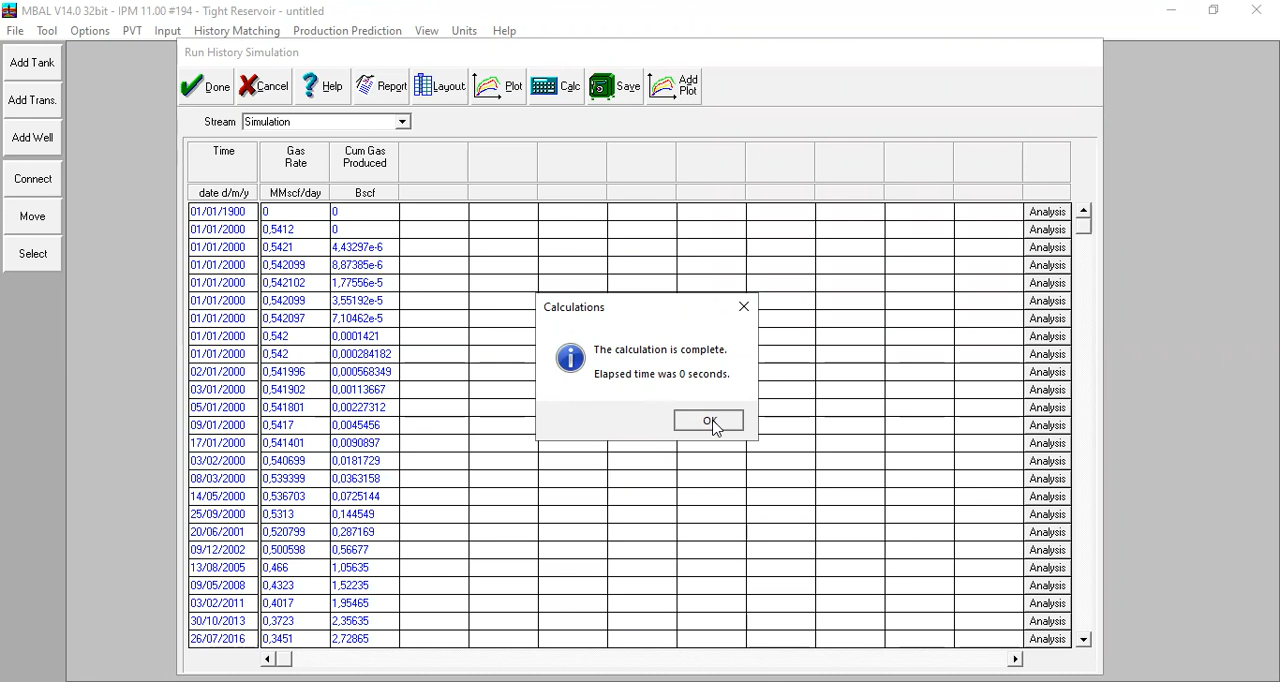 MBAL V14.0 32bit - IPM 11.00 #194 - Tight Reservoir - untitled
File Tool Options PVT Input History Matching Production Prediction View Units Help
Add Tank
Add Trans.
Add Well
Connect
Move
Select
Run History Simulation
Done Cancel Help Report Layout Plot Calc Save Add Plot
Stream Simulation
Time Gas Rate Cum Gas Produced
date d/m/y MMscf/day Bscf
01/01/1900 0 0 Analysis
01/01/2000 0,5412 0 Analysis
01/01/2000 0,5421 4,43297e-6 Analysis
01/01/2000 0,542099 8,87385e-6 Analysis
01/01/2000 0,542102 1,77556e-5 Analysis
01/01/2000 0,542099 3,55192e-5 Analysis
01/01/2000 0,542097 7,10462e-5 Analysis
01/01/2000 0,542 0,0001421 Analysis
01/01/2000 0,542 0,000284182 Analysis
02/01/2000 0,541996 0,000568349 Analysis
03/01/2000 0,541902 0,00113667 Analysis
05/01/2000 0,541801 0,00227312 Analysis
09/01/2000 0,5417 0,0045456 Analysis
17/01/2000 0,541401 0,0090897 Analysis
03/02/2000 0,540699 0,0181729 Analysis
08/03/2000 0,539399 0,0363158 Analysis
14/05/2000 0,536703 0,0725144 Analysis
25/09/2000 0,5313 0,144549 Analysis
20/06/2001 0,520799 0,287169 Analysis
09/12/2002 0,500598 0,56677 Analysis
13/08/2005 0,466 1,05635 Analysis
09/05/2008 0,4323 1,52235 Analysis
03/02/2011 0,4017 1,95465 Analysis
30/10/2013 0,3723 2,35635 Analysis
26/07/2016 0,3451 2,72865 Analysis
Calculations
The calculation is complete.
Elapsed time was 0 seconds.
OK